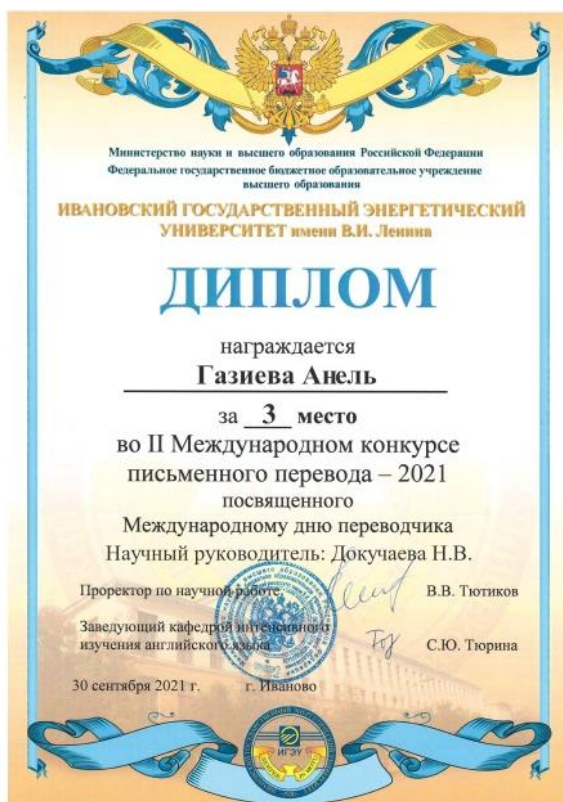 Министерство науки и высшего образования Российской Федерации
Федеральное государственное бюджетное образовательное учреждение
высшего образования
ИВАНОВСКИЙ ГОСУДАРСТВЕННЫЙ ЭНЕРГЕТИЧЕСКИЙ
УНИВЕРСИТЕТ имени В.И. Ленина
ДИПЛОМ
награждается
Газиева Анель
за 3 место
во II Международном конкурсе
письменного перевода – 2021
посвященного
Международному дню переводчика
Научный руководитель: Докучаева Н.В.
Проректор по научной работе, В.В. Тютиков
Заведующий кафедрой интенсивного
изучения английского языка С.Ю. Тюрина
30 сентября 2021 г. г. Иваново
ИГЭУ